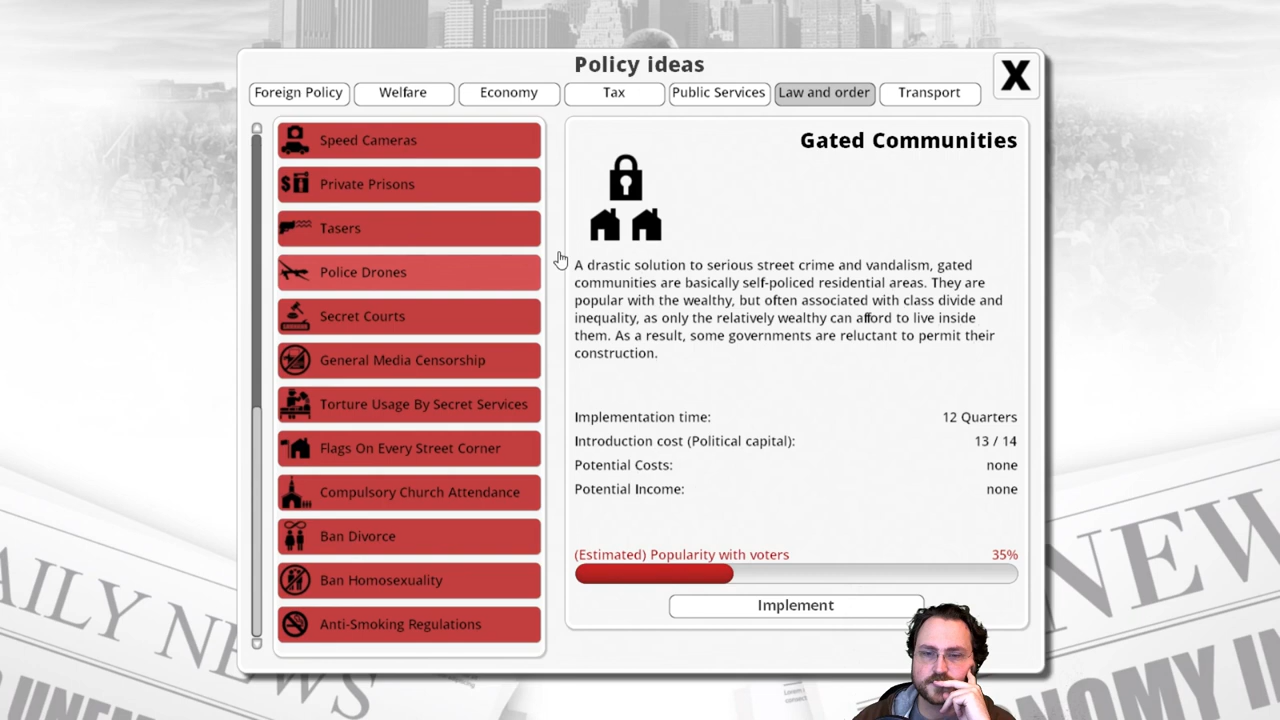 Policy ideas
X
Foreign Policy
Welfare
Economy
Tax
Public Services
Law and order
Transport
Speed Cameras
Private Prisons
Tasers
Police Drones
Secret Courts
General Media Censorship
Torture Usage By Secret Services
Flags On Every Street Corner
Compulsory Church Attendance
Ban Divorce
Ban Homosexuality
Anti-Smoking Regulations
Gated Communities
A drastic solution to serious street crime and vandalism, gated
communities are basically self-policed residential areas. They are
popular with the wealthy, but often associated with class divide and
inequality, as only the relatively wealthy can afford to live inside
them. As a result, some governments are reluctant to permit their
construction.
Implementation time: 12 Quarters
Introduction cost (Political capital): 13 / 14
Potential Costs: none
Potential Income: none
(Estimated) Popularity with voters 35%
Implement
AILY NEWS
NEW